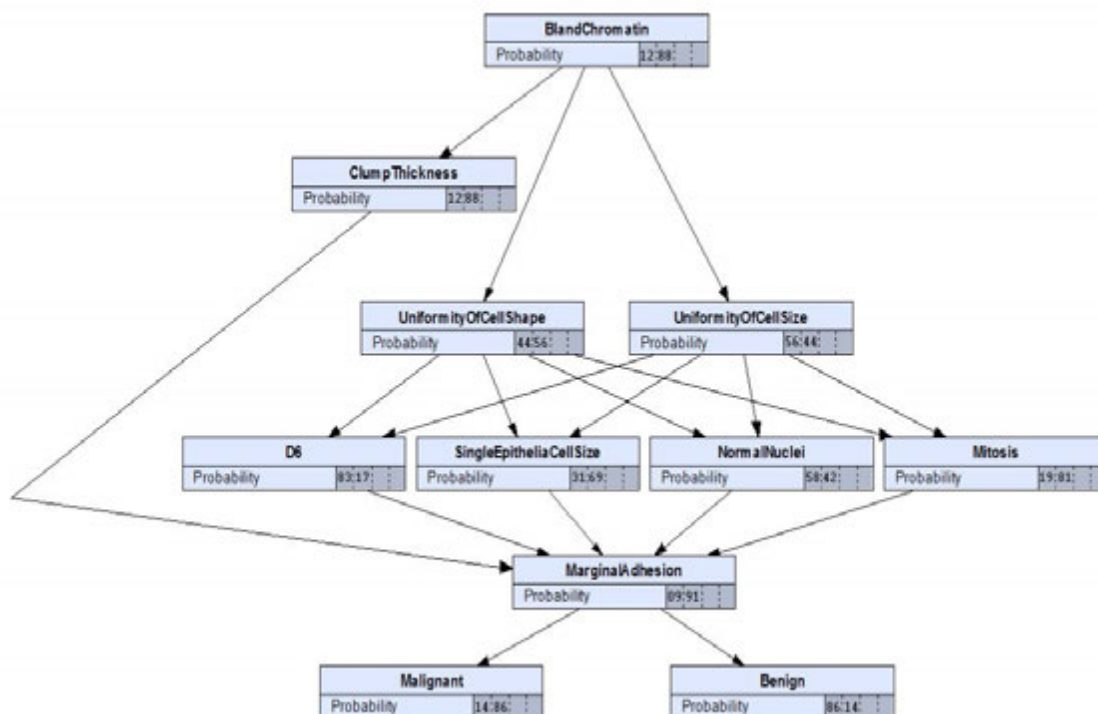 BlandChromatin
Probability 12:88
ClumpThickness
Probability 12:88
UniformityOfCellShape
Probability 44:56
UniformityOfCellSize
Probability 56:44
D6
Probability 83:17
SingleEpitheliaCellSize
Probability 31:69
NormalNuclei
Probability 58:42
Mitosis
Probability 19:81
MarginalAdhesion
Probability 09:91
Malignant
Probability 14:86
Benign
Probability 86:14